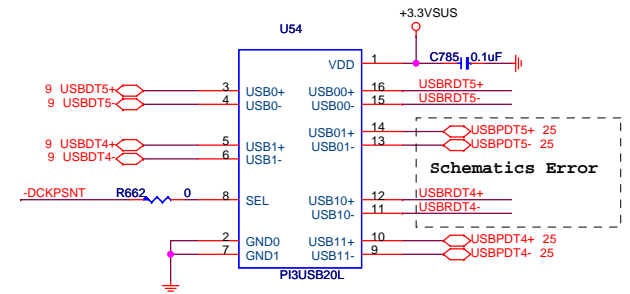 +3.3VSUS
U54
VDD 1 C785 0.1uF
9 USBDT5+ 3 USB0+ USB00+ 16 USBRDT5+
9 USBDT5- 4 USB0- USB00- 15 USBRDT5-
USB01+ 14 USBPDT5+ 25
9 USBDT4+ 5 USB1+ USB01- 13 USBPDT5- 25
9 USBDT4- 6 USB1-
Schematics Error
-DCKPSNT R662 0 8 SEL USB10+ 12 USBRDT4+
USB10- 11 USBRDT4-
2 GND0 USB11+ 10 USBPDT4+ 25
7 GND1 USB11- 9 USBPDT4- 25
PI3USB20L